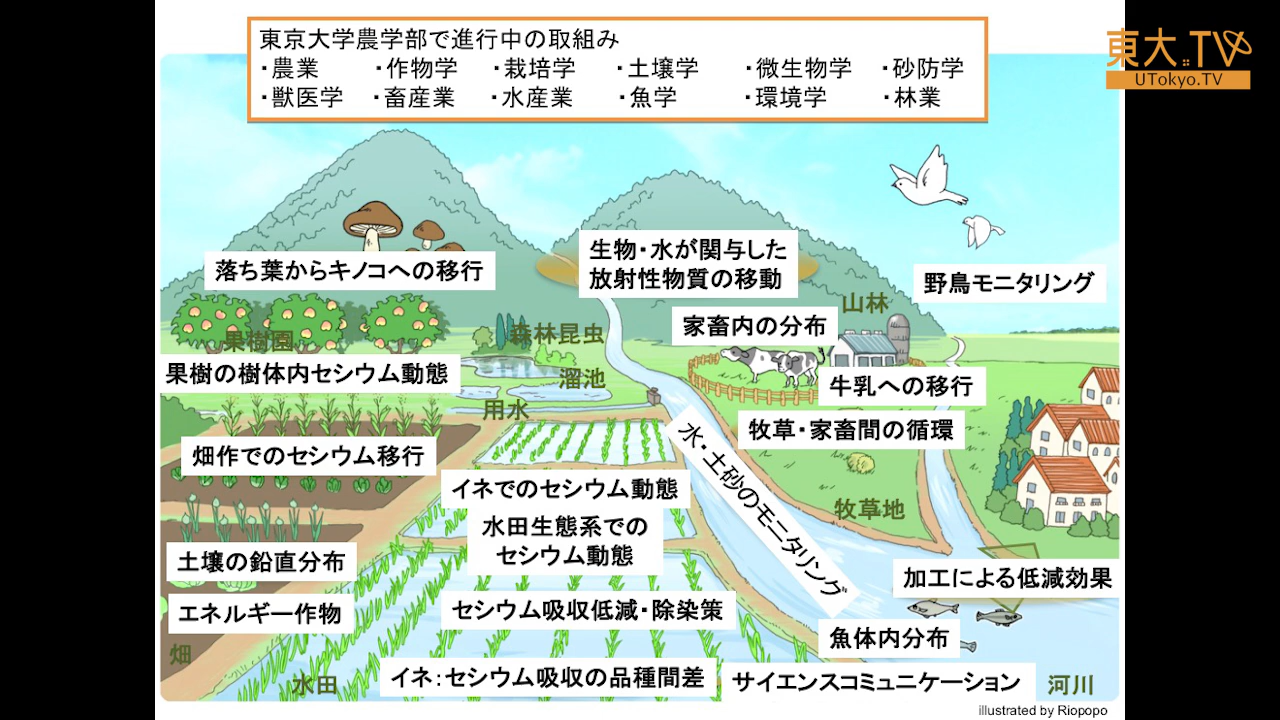 東京大学農学部で進行中の取組み
・農業 ・作物学 ・栽培学 ・土壌学 ・微生物学 ・砂防学
・獣医学 ・畜産業 ・水産業 ・魚学 ・環境学 ・林業
東大.TV
UTokyo.TV
落ち葉からキノコへの移行
生物・水が関与した
放射性物質の移動
野鳥モニタリング
山林
家畜内の分布
果樹園
森林昆虫
果樹の樹体内セシウム動態
溜池
牛乳への移行
用水
牧草・家畜間の循環
畑作でのセシウム移行
水・土砂のモニタリング
イネでのセシウム動態
牧草地
水田生態系での
セシウム動態
土壌の鉛直分布
加工による低減効果
エネルギー作物
セシウム吸収低減・除染策
魚体内分布
畑
水田
イネ：セシウム吸収の品種間差
サイエンスコミュニケーション
河川
illustrated by Riopopo